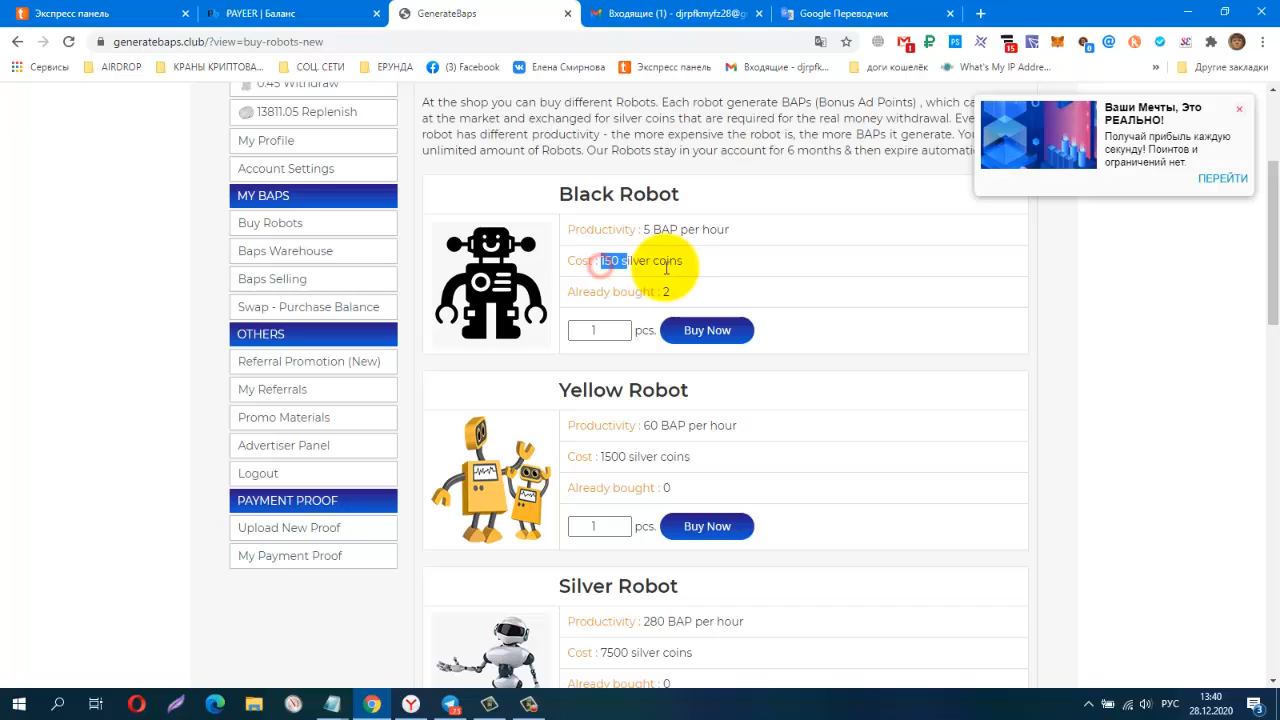 Экспресс панель
PAYEER | Баланс
GenerateBaps
Входящие (1) - djrpfkmyfz28@
Google Переводчик
generatebaps.club/?view=buy-robots-new
1
15
0
Сервисы
AIRDROP
КРАНЫ КРИПТОВА...
СОЦ СЕТИ
ЕРУНДА
(3) Facebook
Елена Смирнова
Экспресс панель
Входящие - djrpfk...
доги кошелёк
What's My IP Addre...
»
Другие закладки
0.45 Withdraw
13811.05 Replenish
My Profile
Account Settings
MY BAPS
Buy Robots
Baps Warehouse
Baps Selling
Swap - Purchase Balance
OTHERS
Referral Promotion (New)
My Referrals
Promo Materials
Advertiser Panel
Logout
PAYMENT PROOF
Upload New Proof
My Payment Proof
At the shop you can buy different Robots. Each robot generate BAPs (Bonus Ad Points) , which ca
at the market and exchanged for silver coins that are required for the real money withdrawal. Eve
robot has different productivity - the more expensive the robot is, the more BAPs it generate. Yo
unlimited amount of Robots. Our Robots stay in your account for 6 months & then expire automati
Ваши Мечты, Это
РЕАЛЬНО!
Получай прибыль каждую
секунду! Поинтов и
ограничений нет.
ПЕРЕЙТИ
Black Robot
Productivity : 5 BAP per hour
Cost : 150 silver coins
Already bought : 2
1 pcs. Buy Now
Yellow Robot
Productivity : 60 BAP per hour
Cost : 1500 silver coins
Already bought : 0
1 pcs. Buy Now
Silver Robot
Productivity : 280 BAP per hour
Cost : 7500 silver coins
Already bought : 0
РУС
13:40
28.12.2020
3